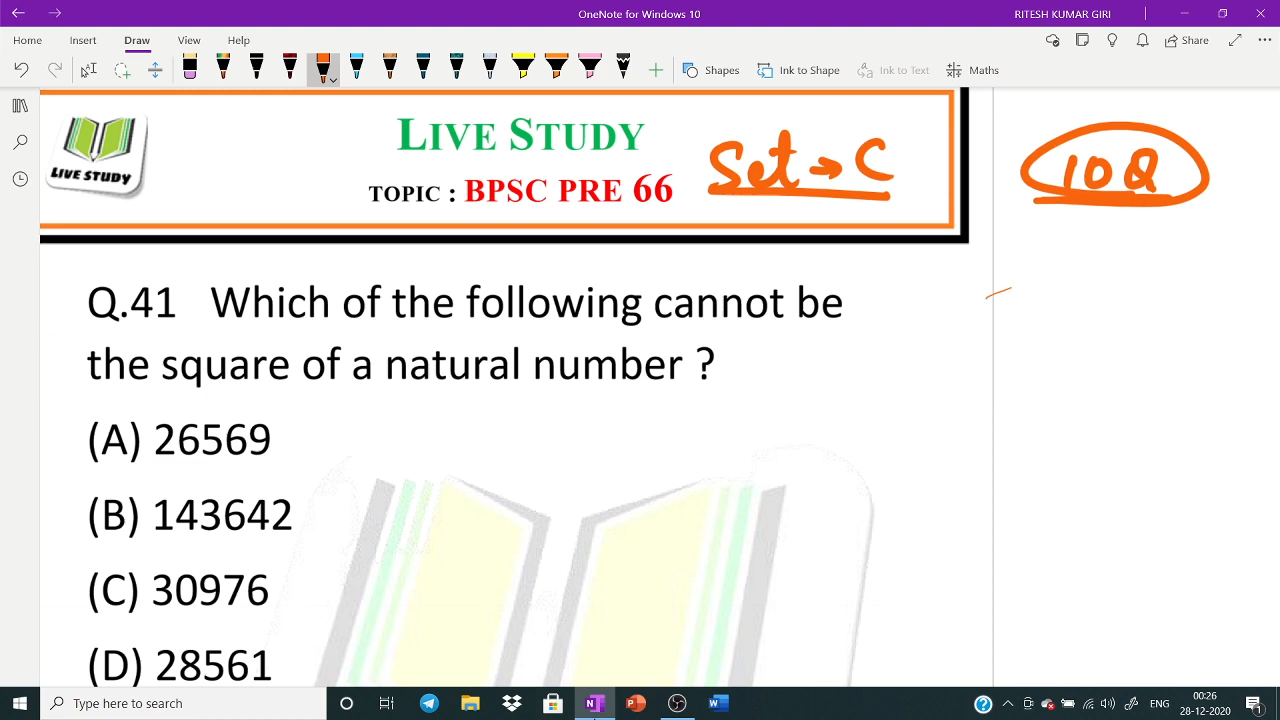 OneNote for Windows 10
RITESH KUMAR GIRI
Home Insert Draw View Help
Share
Shapes Ink to Shape Ink to Text Maths
LIVE STUDY
LIVE STUDY
TOPIC : BPSC PRE 66
Set → C
10Q
Q.41 Which of the following cannot be
the square of a natural number ?
(A) 26569
(B) 143642
(C) 30976
(D) 28561
Type here to search
ENG
00:26
28-12-2020